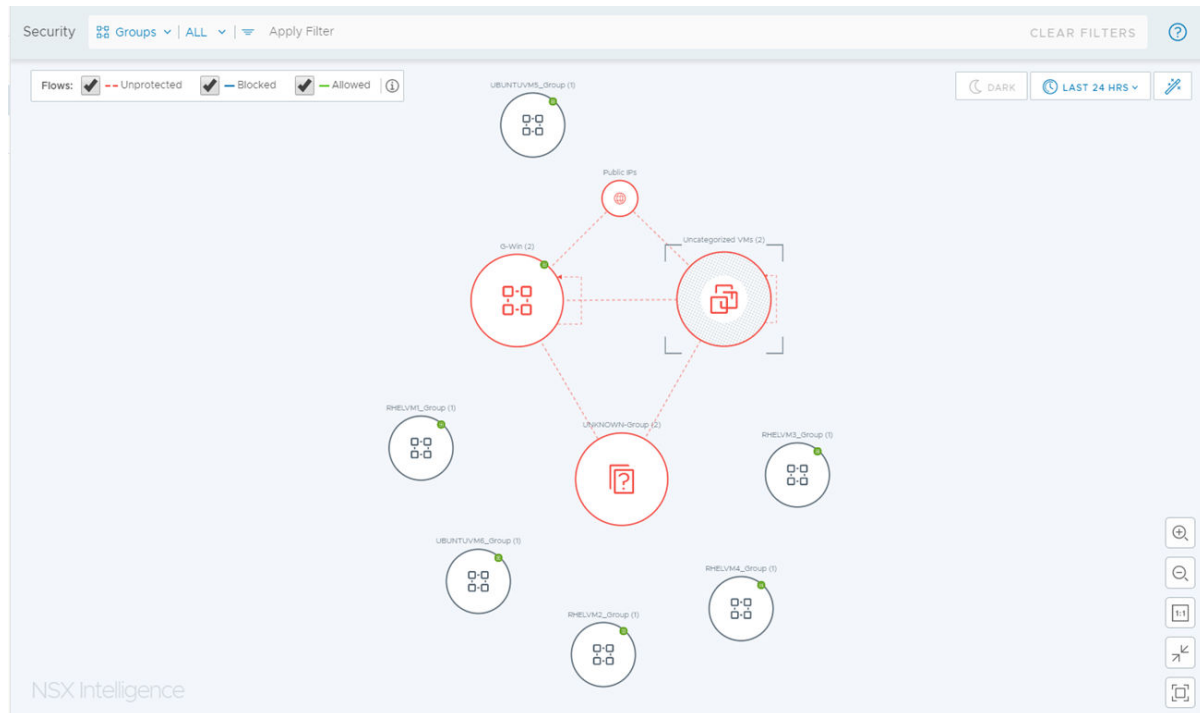 Security Groups | ALL | Apply Filter CLEAR FILTERS ?
Flows: -- Unprotected — Blocked — Allowed
DARK LAST 24 HRS
UBUNTUVM5_Group (1)
Public IPs
G-Win (2)
Uncategorized VMs (2)
RHELVM1_Group (1)
UNKNOWN-Group (2)
RHELVM3_Group (1)
UBUNTUVM6_Group (1)
RHELVM4_Group (1)
RHELVM2_Group (1)
1:1
NSX Intelligence